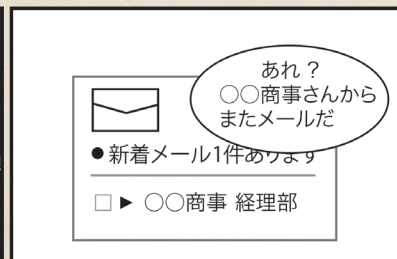 あれ？
○○商事さんから
またメールだ
●新着メール1件あります
□▶ ○○商事 経理部